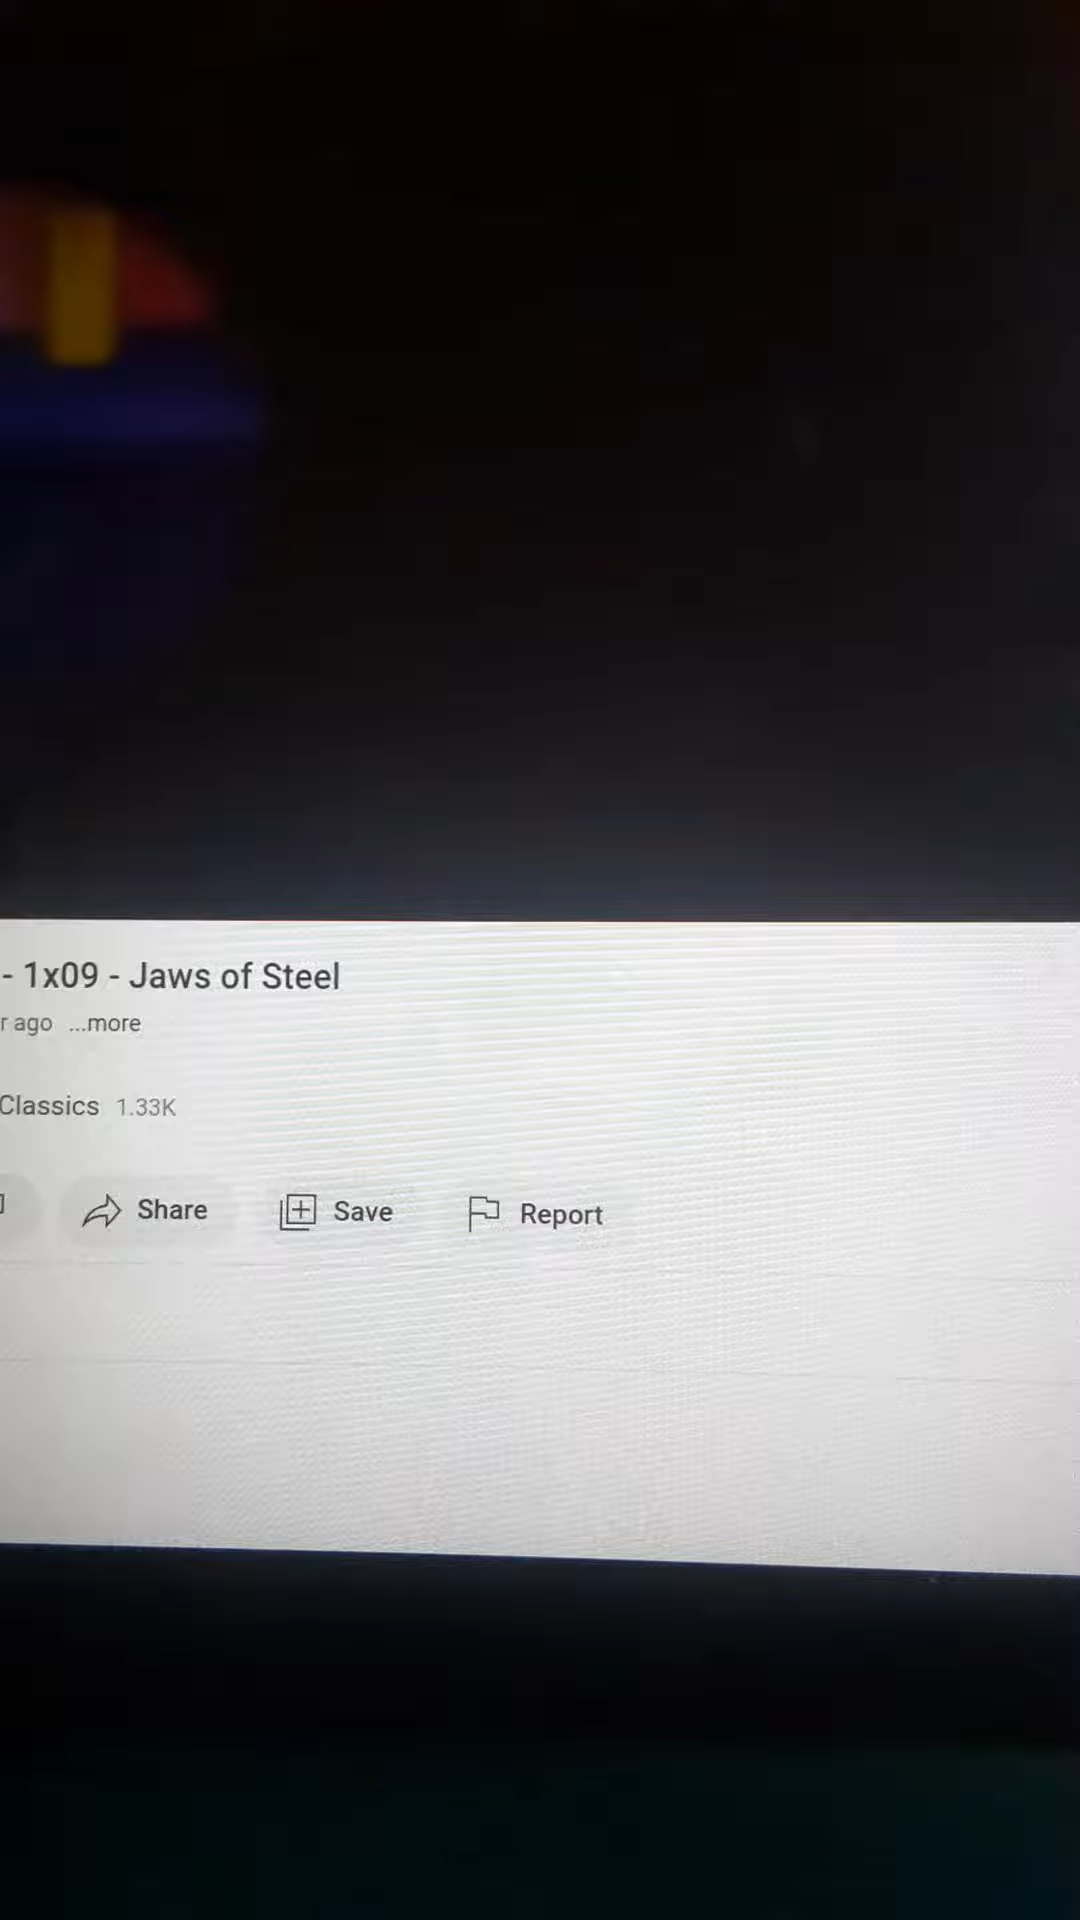 - 1x09 - Jaws of Steel
ago ...more
Classics 1.33K
Share Save Report